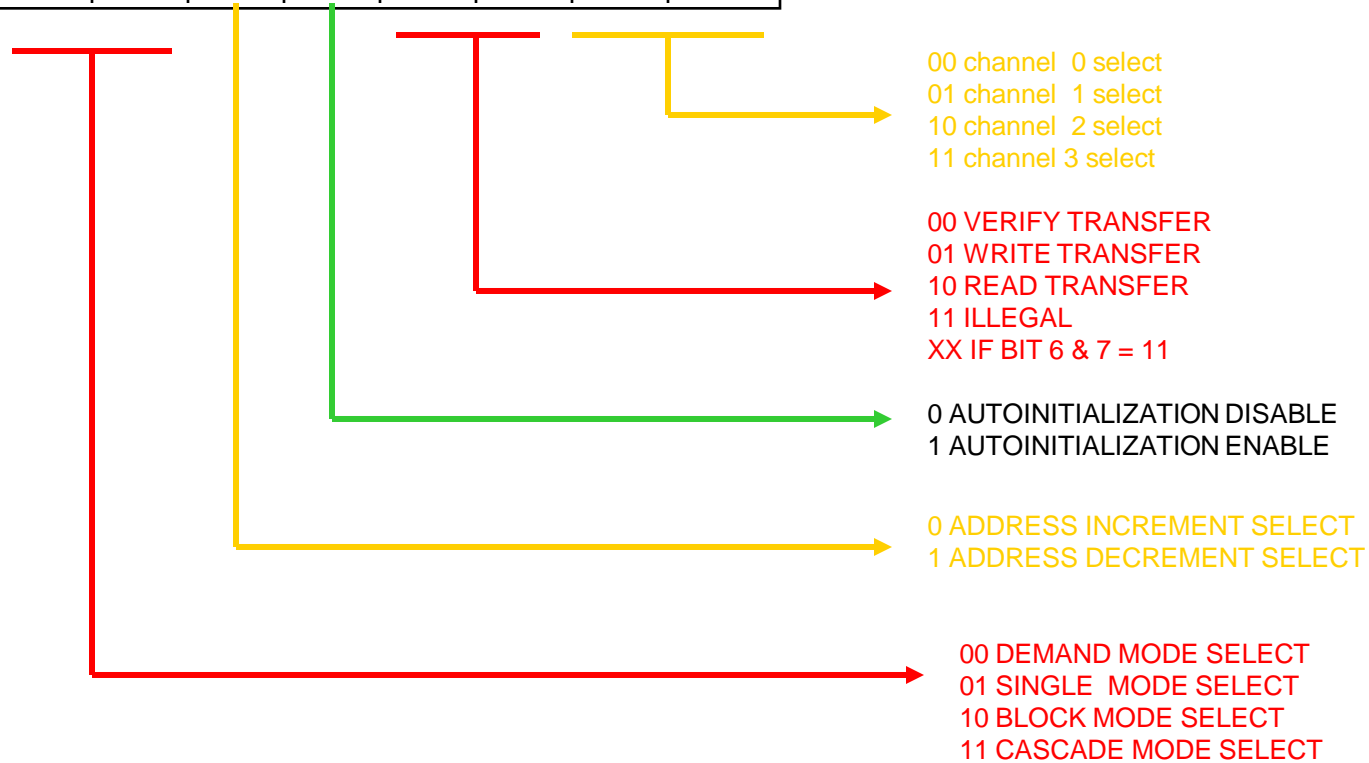 00 channel 0 select
01 channel 1 select
10 channel 2 select
11 channel 3 select
00 VERIFY TRANSFER
01 WRITE TRANSFER
10 READ TRANSFER
11 ILLEGAL
XX IF BIT 6 & 7 = 11
0 AUTOINITIALIZATION DISABLE
1 AUTOINITIALIZATION ENABLE
0 ADDRESS INCREMENT SELECT
1 ADDRESS DECREMENT SELECT
00 DEMAND MODE SELECT
01 SINGLE MODE SELECT
10 BLOCK MODE SELECT
11 CASCADE MODE SELECT